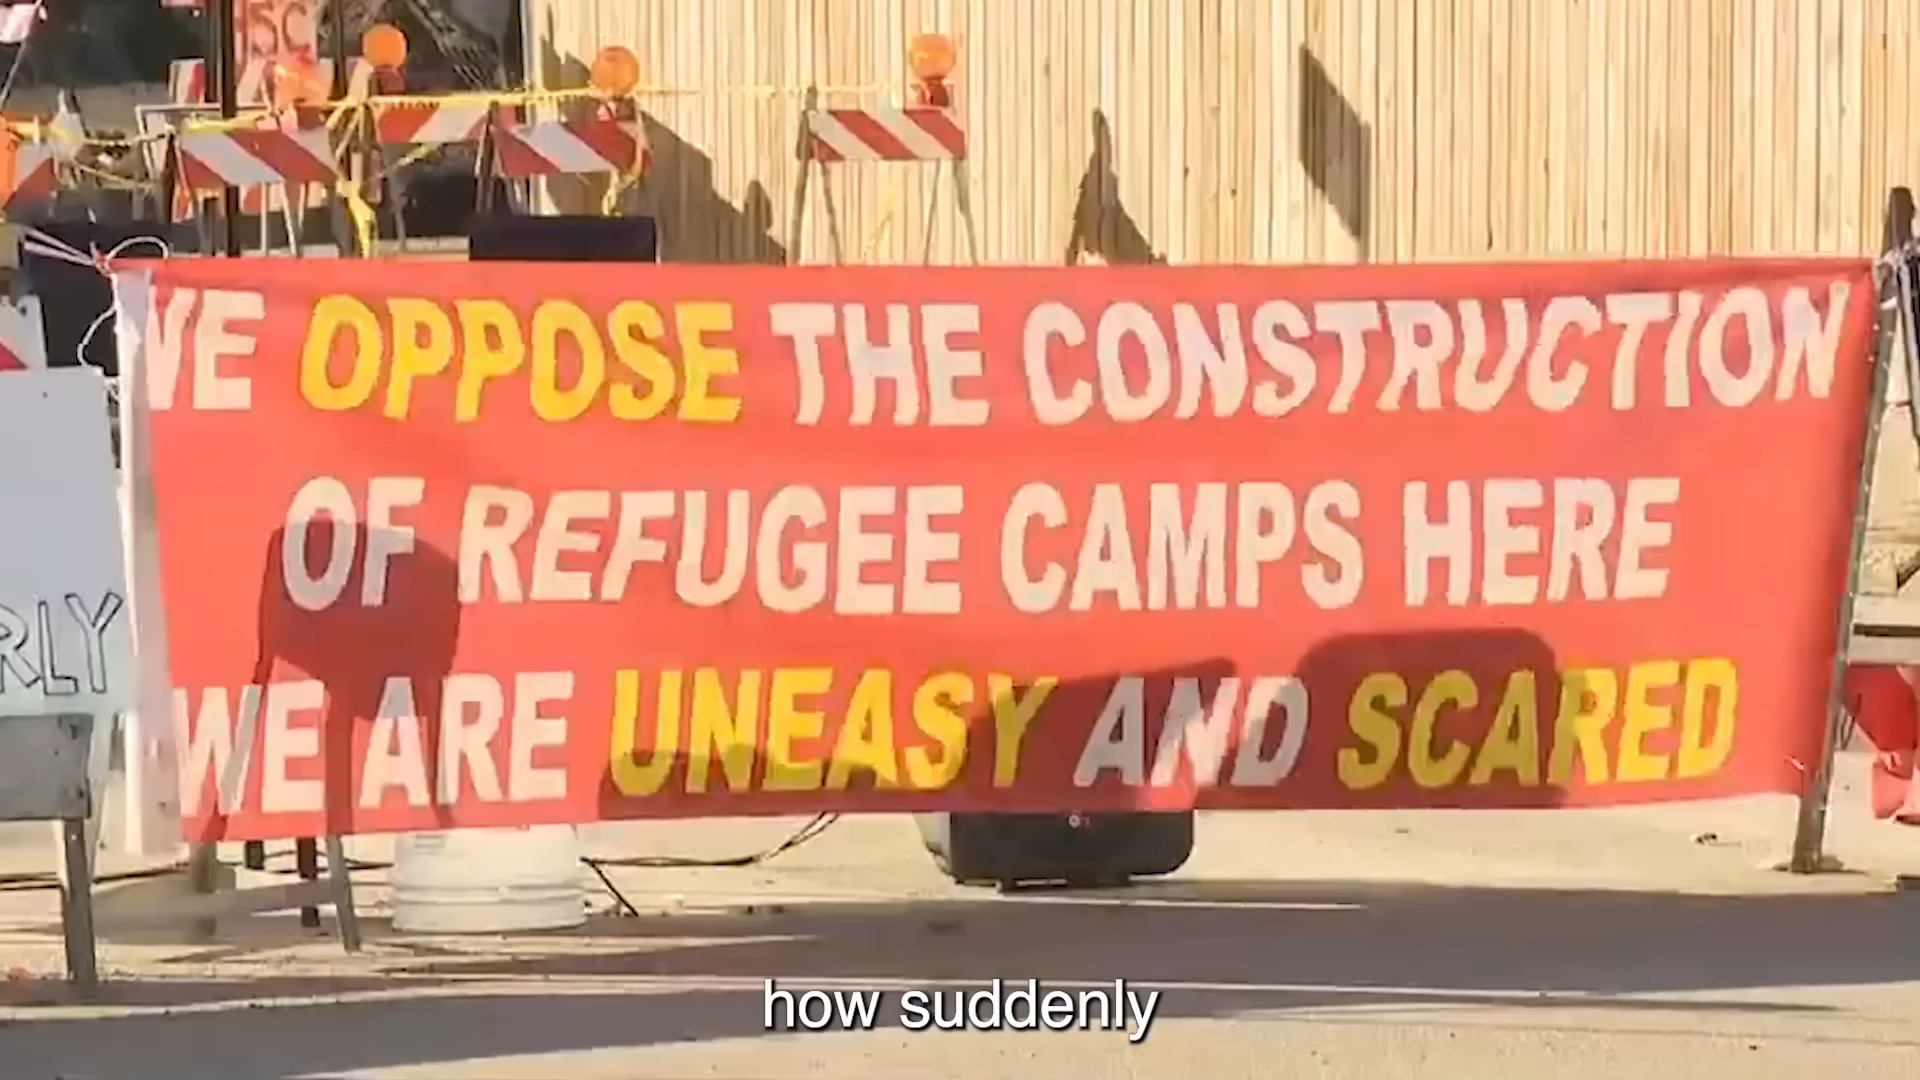 WE OPPOSE THE CONSTRUCTION
OF REFUGEE CAMPS HERE
WE ARE UNEASY AND SCARED
RLY
how suddenly